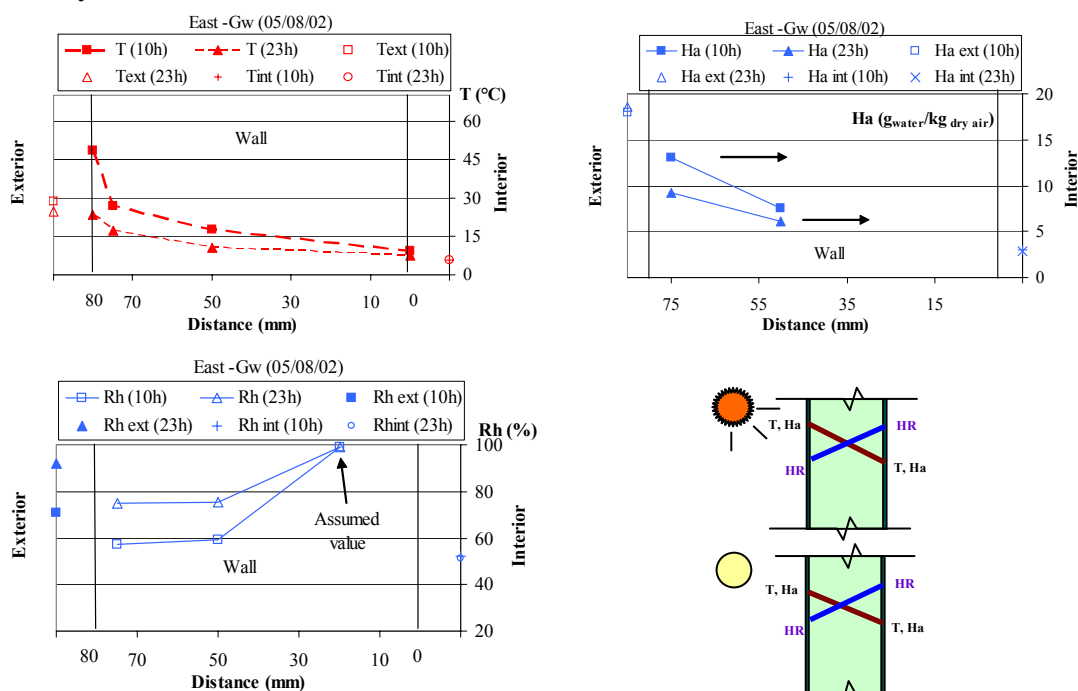 East -Gw (05/08/02)
T (10h) T (23h) Text (10h)
Text (23h) Tint (10h) Tint (23h)
T (°C)
60
45
30
15
0
Wall
Exterior
Interior
80 70 50 30 10 0
Distance (mm)
East -Gw (05/08/02)
Ha (10h) Ha (23h) Ha ext (10h)
Ha ext (23h) Ha int (10h) Ha int (23h)
20
15
10
5
0
Ha (gwater/kg dry air)
Wall
Exterior
Interior
75 55 35 15
Distance (mm)
East -Gw (05/08/02)
Rh (10h) Rh (23h) Rh ext (10h)
Rh ext (23h) Rh int (10h) Rhint (23h)
Rh (%)
100
80
60
40
20
Assumed
value
Wall
Exterior
Interior
80 70 50 30 10 0
Distance (mm)
T, Ha
HR
HR
T, Ha
T, Ha
HR
HR
T, Ha